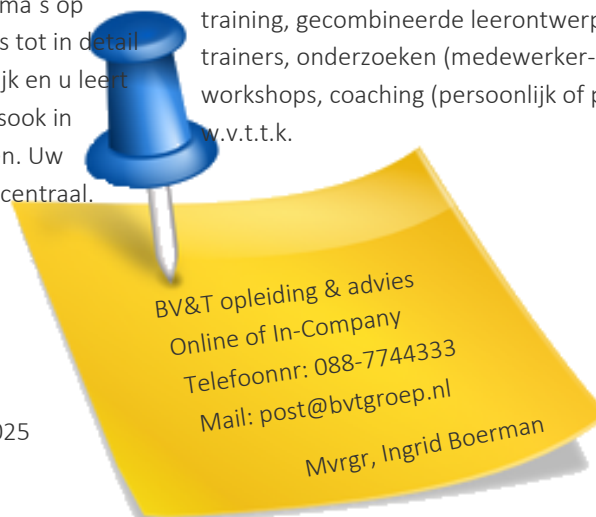 ma's op
s tot in detail
jk en u leert
sook in
n. Uw
centraal.
training, gecombineerde leerontwerp
trainers, onderzoeken (medewerker-
workshops, coaching (persoonlijk of p
w.v.t.t.k.
BV&T opleiding & advies
Online of In-Company
Telefoonnr: 088-7744333
Mail: post@bvtgroep.nl
Mvrgr, Ingrid Boerman
025